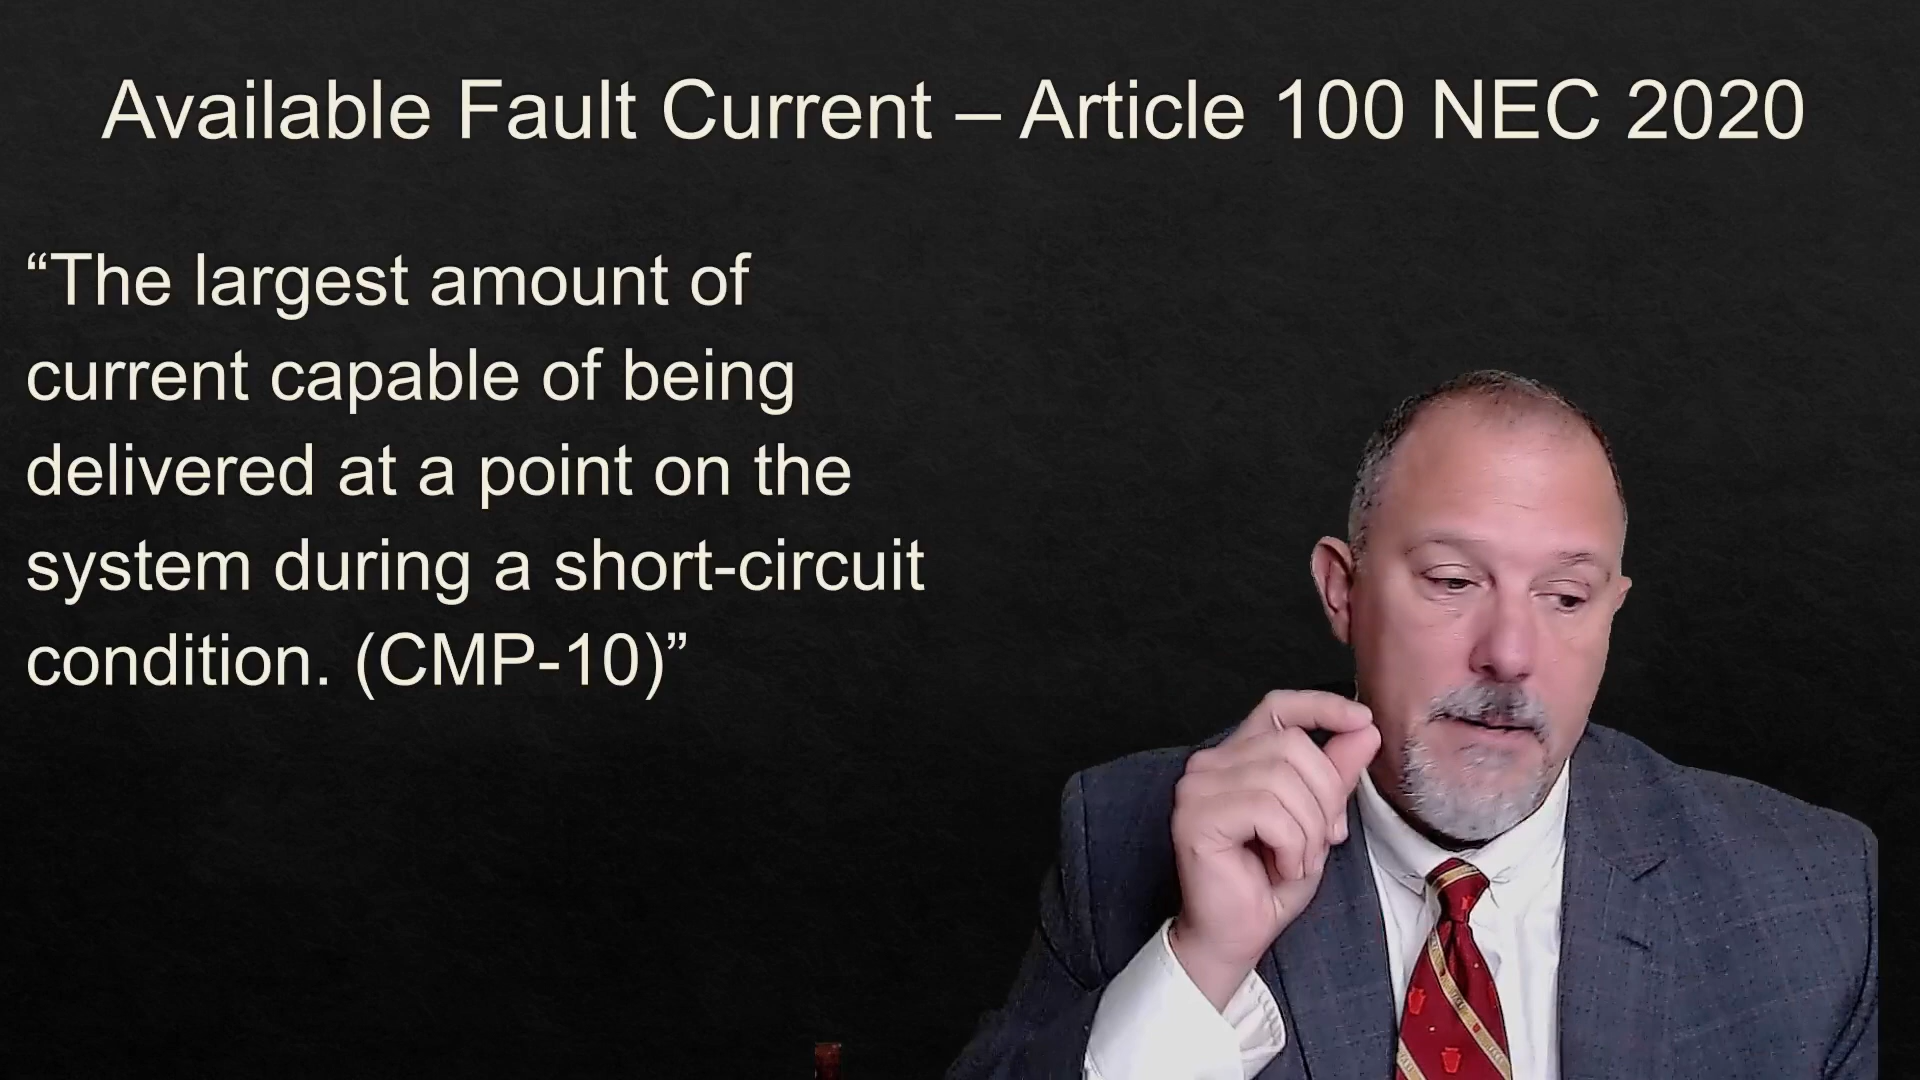 Available Fault Current – Article 100 NEC 2020
“The largest amount of
current capable of being
delivered at a point on the
system during a short-circuit
condition. (CMP-10)”